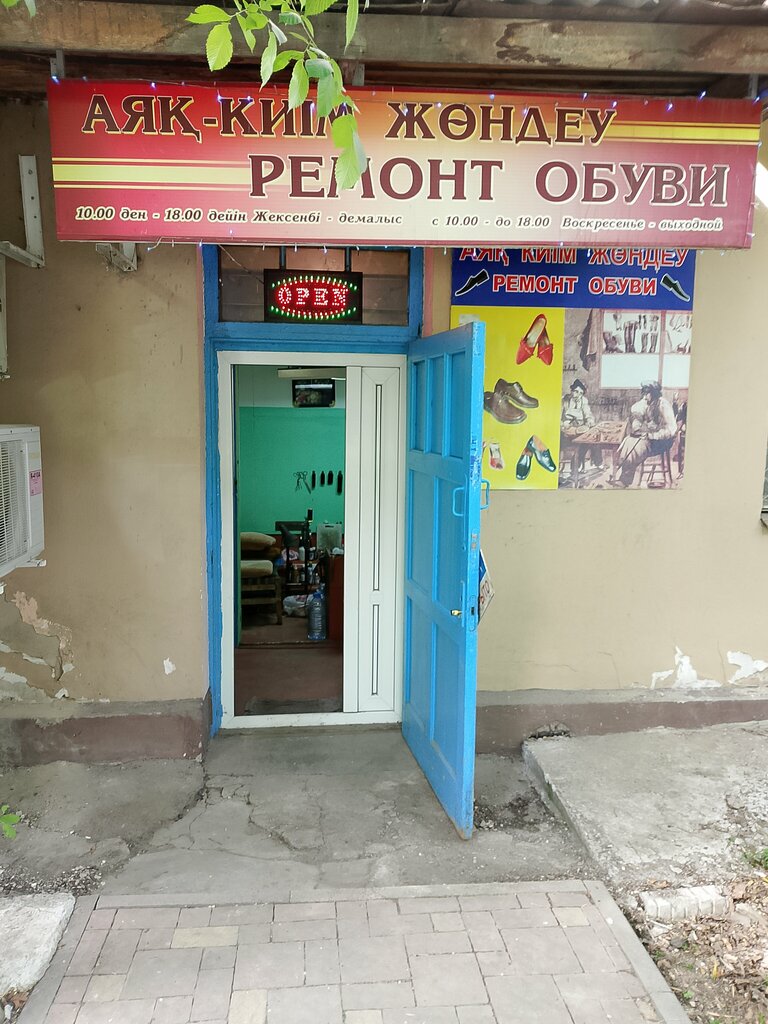 АЯҚ-КИІМ ЖӨНДЕУ
РЕМОНТ ОБУВИ
10.00 ден - 18.00 дейін Жексенбі - демалыс с 10.00 - до 18.00 Воскресенье - выходной
OPEN
АЯҚ КИІМ ЖӨНДЕУ
РЕМОНТ ОБУВИ